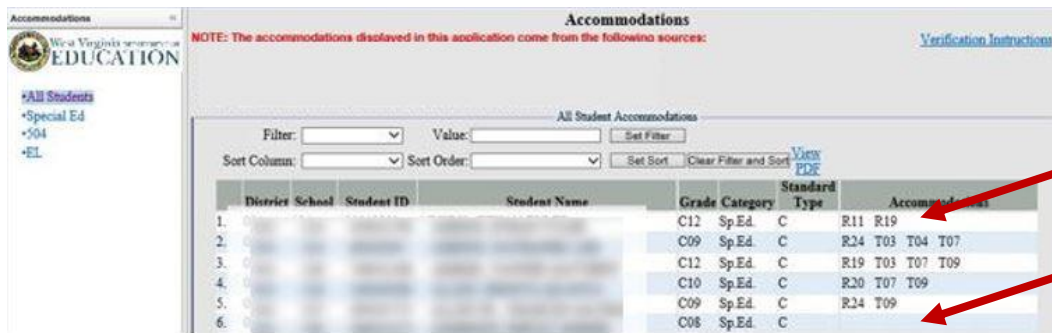 Accommodations
Accommodations
NOTE: The accommodations displayed in this application come from the following sources:
Verification Instructions
West Virginia
EDUCATION
•All Students
•Special Ed
•504
•EL
All Student Accommodations
Filter: Value: Set Filter
Sort Column: Sort Order: Set Sort Clear Filter and Sort View PDF
District School Student ID Student Name Grade Category Standard Type Accommodations
1. C12 Sp.Ed. C R11 R19
2. C09 Sp.Ed. C R24 T03 T04 T07
3. C12 Sp.Ed. C R19 T03 T07 T09
4. C10 Sp.Ed. C R20 T07 T09
5. C09 Sp.Ed. C R24 T09
6. C08 Sp.Ed. C